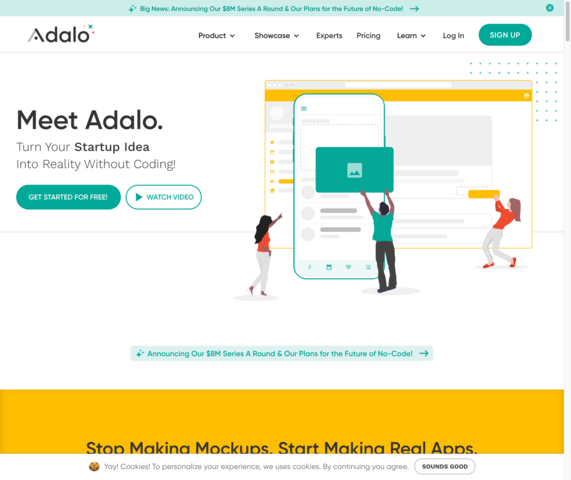 Big News: Announcing Our $8M Series A Round & Our Plans for the Future of No-Code!
Adalo
Product
Showcase
Experts
Pricing
Learn
Log In
SIGN UP
Meet Adalo.
Turn Your Startup Idea
Into Reality Without Coding!
GET STARTED FOR FREE!
WATCH VIDEO
Announcing Our $8M Series A Round & Our Plans for the Future of No-Code!
Stop Making Mockups. Start Making Real Apps.
Yay! Cookies! To personalize your experience, we uses cookies. By continuing you agree.
SOUNDS GOOD